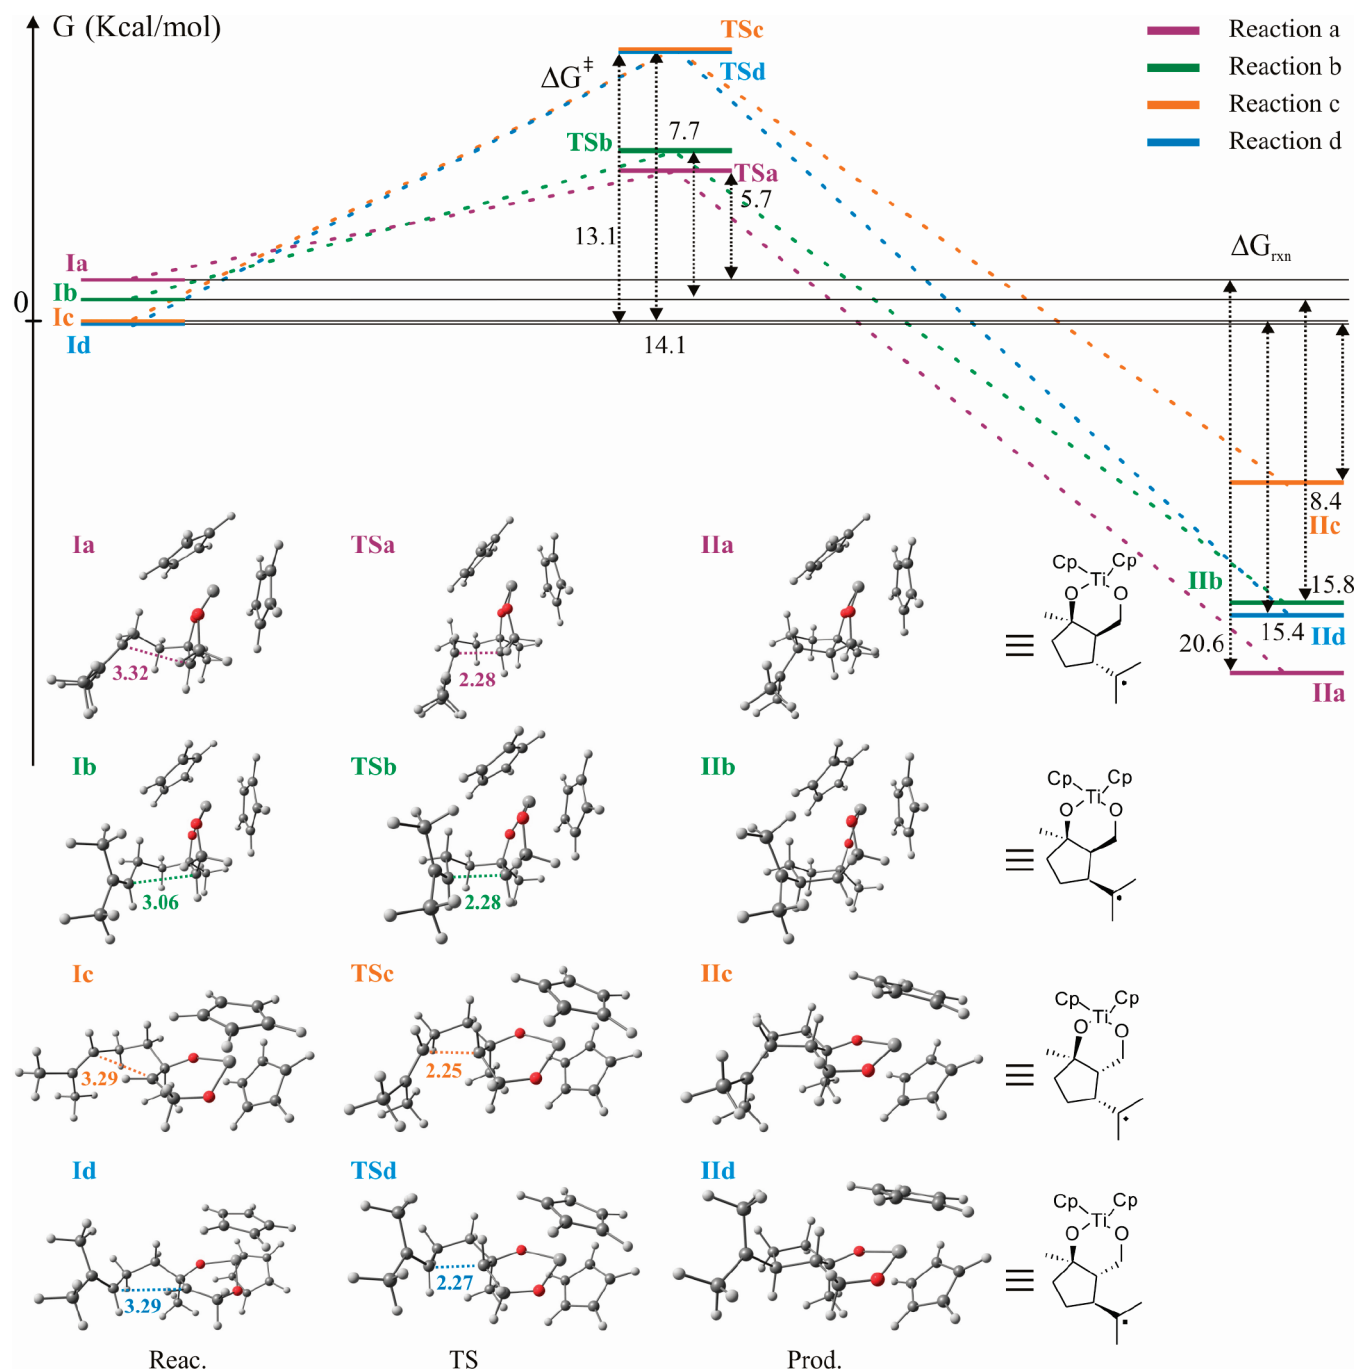 G (Kcal/mol)
TSc
TSd
ΔG‡
TSb
7.7
TSa
5.7
13.1
14.1
Reaction a
Reaction b
Reaction c
Reaction d
ΔGrxn
Ia
Ib
0
Ic
Id
8.4
IIc
IIb
15.8
IId
15.4
20.6
IIa
Ia
TSa
IIa
3.32
2.28
Cp Cp
Ti
O O
Ib
TSb
IIb
3.06
2.28
Cp Cp
Ti
O O
Ic
TSc
IIc
3.29
2.25
Cp Cp
Ti
O O
Id
TSd
IId
3.29
2.27
Cp Cp
Ti
O O
Reac.
TS
Prod.